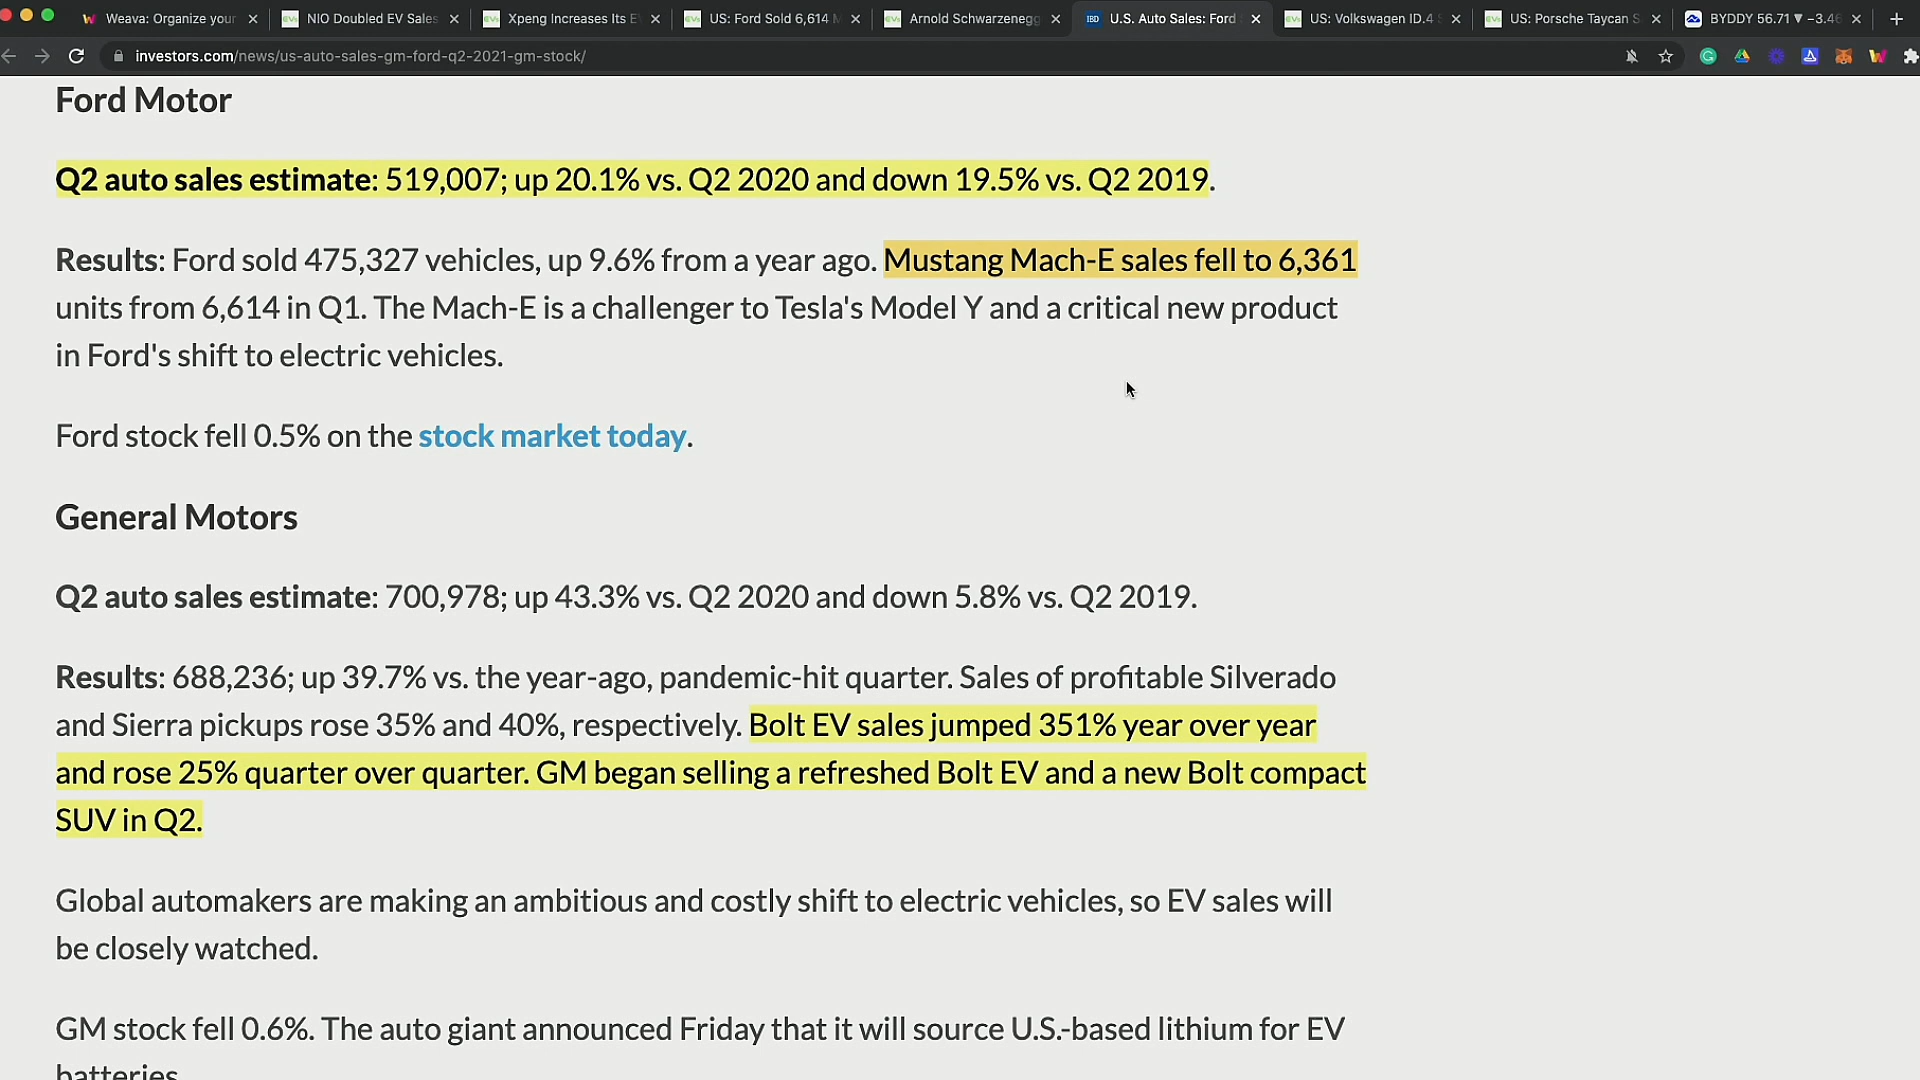 Weava: Organize your
NIO Doubled EV Sales
Xpeng Increases Its E
US: Ford Sold 6,614 M
Arnold Schwarzenegg
IBD
U.S. Auto Sales: Ford
US: Volkswagen ID.4 S
US: Porsche Taycan S
BYDDY 56.71 ▼ −3.46
investors.com/news/us-auto-sales-gm-ford-q2-2021-gm-stock/
Ford Motor
Q2 auto sales estimate: 519,007; up 20.1% vs. Q2 2020 and down 19.5% vs. Q2 2019.
Results: Ford sold 475,327 vehicles, up 9.6% from a year ago. Mustang Mach-E sales fell to 6,361
units from 6,614 in Q1. The Mach-E is a challenger to Tesla's Model Y and a critical new product
in Ford's shift to electric vehicles.
Ford stock fell 0.5% on the stock market today.
General Motors
Q2 auto sales estimate: 700,978; up 43.3% vs. Q2 2020 and down 5.8% vs. Q2 2019.
Results: 688,236; up 39.7% vs. the year-ago, pandemic-hit quarter. Sales of profitable Silverado
and Sierra pickups rose 35% and 40%, respectively. Bolt EV sales jumped 351% year over year
and rose 25% quarter over quarter. GM began selling a refreshed Bolt EV and a new Bolt compact
SUV in Q2.
Global automakers are making an ambitious and costly shift to electric vehicles, so EV sales will
be closely watched.
GM stock fell 0.6%. The auto giant announced Friday that it will source U.S.-based lithium for EV
batteries.